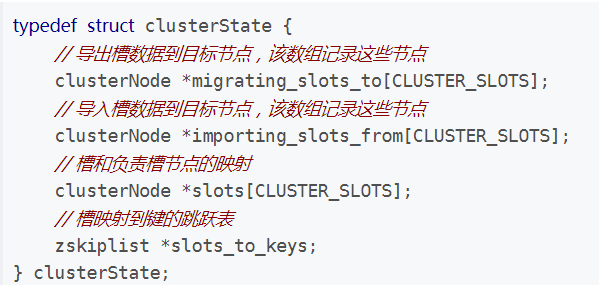 typedef struct clusterState {
// 导出槽数据到目标节点，该数组记录这些节点
clusterNode *migrating_slots_to[CLUSTER_SLOTS];
// 导入槽数据到目标节点，该数组记录这些节点
clusterNode *importing_slots_from[CLUSTER_SLOTS];
// 槽和负责槽节点的映射
clusterNode *slots[CLUSTER_SLOTS];
// 槽映射到键的跳跃表
zskiplist *slots_to_keys;
} clusterState;